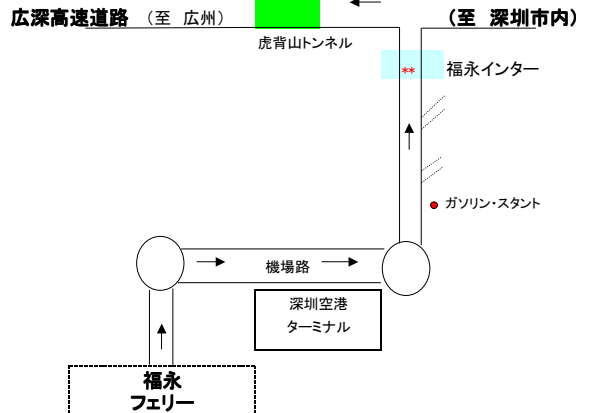 広深高速道路 （至 広州）
（至 深圳市内）
虎背山トンネル
**
福永インター
ガソリン・スタント
機場路
深圳空港
ターミナル
福永
フェリー